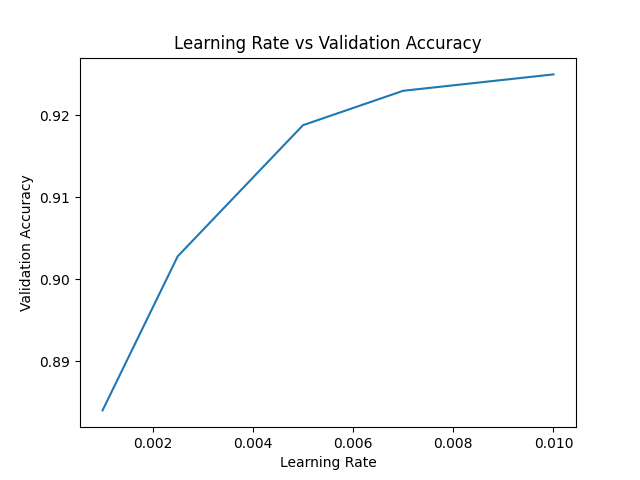 Learning Rate vs Validation Accuracy
Validation Accuracy
0.92
0.91
0.90
0.89
0.002 0.004 0.006 0.008 0.010
Learning Rate